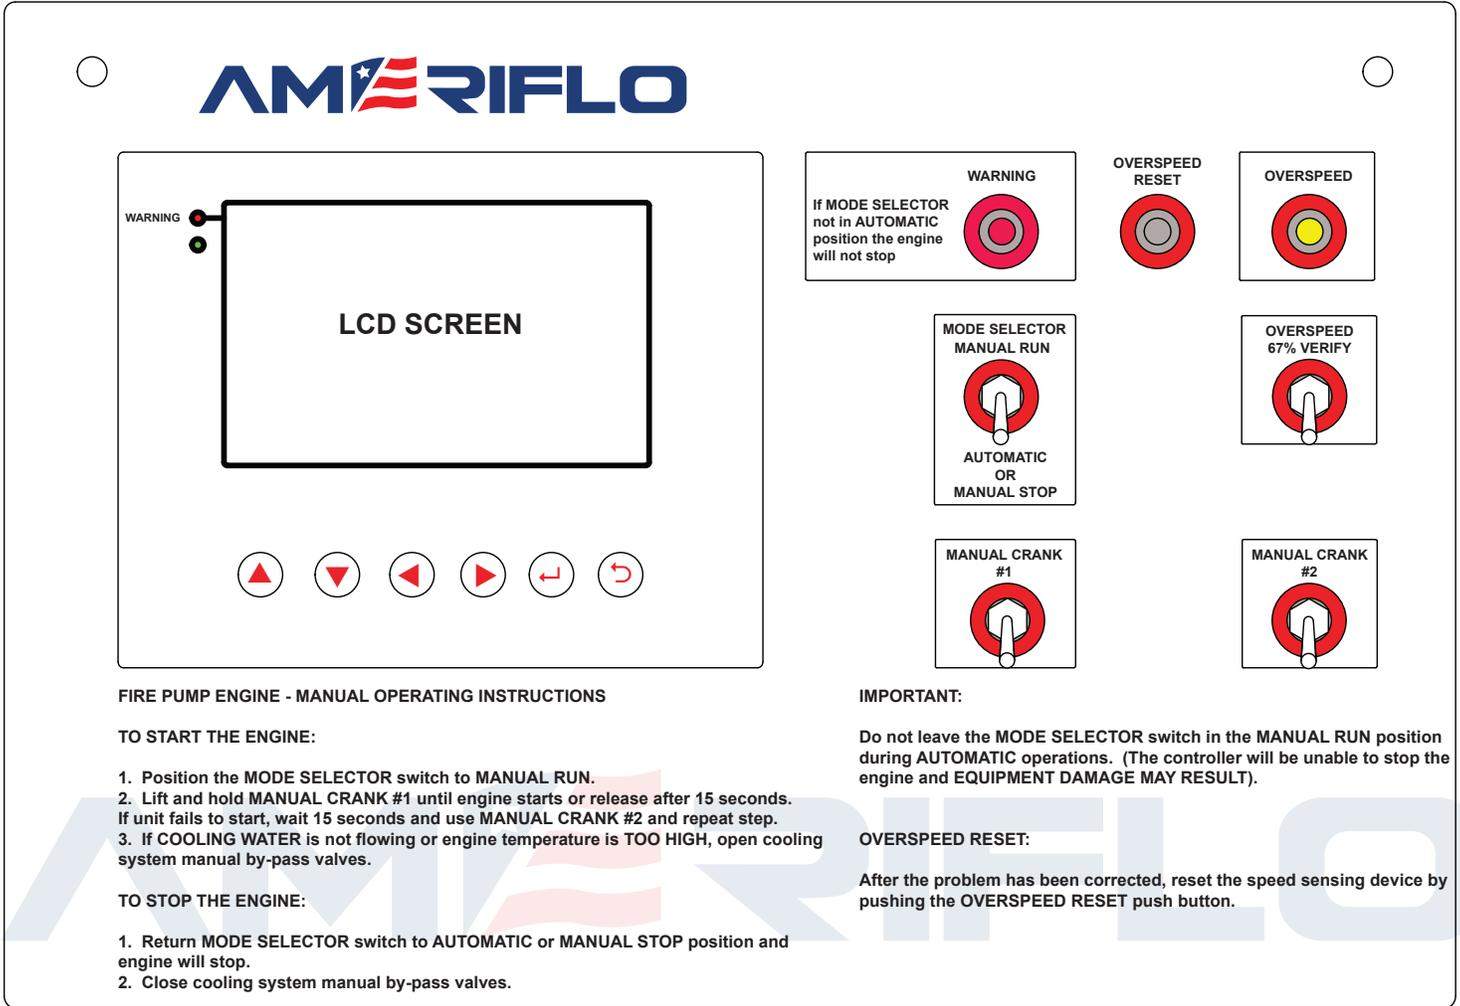 AMERIFLO
WARNING
LCD SCREEN
WARNING
If MODE SELECTOR
not in AUTOMATIC
position the engine
will not stop
OVERSPEED
RESET
OVERSPEED
MODE SELECTOR
MANUAL RUN
AUTOMATIC
OR
MANUAL STOP
OVERSPEED
67% VERIFY
MANUAL CRANK
#1
MANUAL CRANK
#2
FIRE PUMP ENGINE - MANUAL OPERATING INSTRUCTIONS
TO START THE ENGINE:
1.  Position the MODE SELECTOR switch to MANUAL RUN.
2.  Lift and hold MANUAL CRANK #1 until engine starts or release after 15 seconds.
If unit fails to start, wait 15 seconds and use MANUAL CRANK #2 and repeat step.
3.  If COOLING WATER is not flowing or engine temperature is TOO HIGH, open cooling
system manual by-pass valves.
TO STOP THE ENGINE:
1.  Return MODE SELECTOR switch to AUTOMATIC or MANUAL STOP position and
engine will stop.
2.  Close cooling system manual by-pass valves.
IMPORTANT:
Do not leave the MODE SELECTOR switch in the MANUAL RUN position
during AUTOMATIC operations.  (The controller will be unable to stop the
engine and EQUIPMENT DAMAGE MAY RESULT).
OVERSPEED RESET:
After the problem has been corrected, reset the speed sensing device by
pushing the OVERSPEED RESET push button.
AMERIFLO